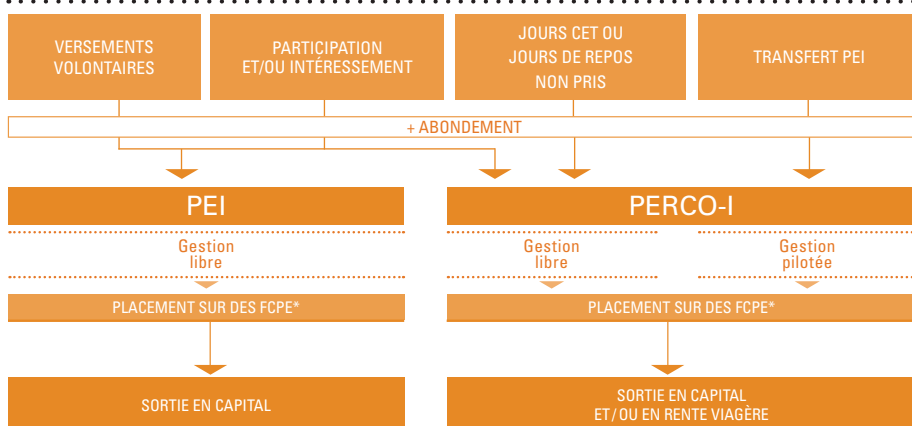 VERSEMENTS
VOLONTAIRES
PARTICIPATION
ET/OU INTÉRESSEMENT
JOURS CET OU
JOURS DE REPOS
NON PRIS
TRANSFERT PEI
+ ABONDEMENT
PEI
PERCO-I
Gestion
libre
Gestion
libre
Gestion
pilotée
PLACEMENT SUR DES FCPE*
PLACEMENT SUR DES FCPE*
SORTIE EN CAPITAL
SORTIE EN CAPITAL
ET/OU EN RENTE VIAGÈRE